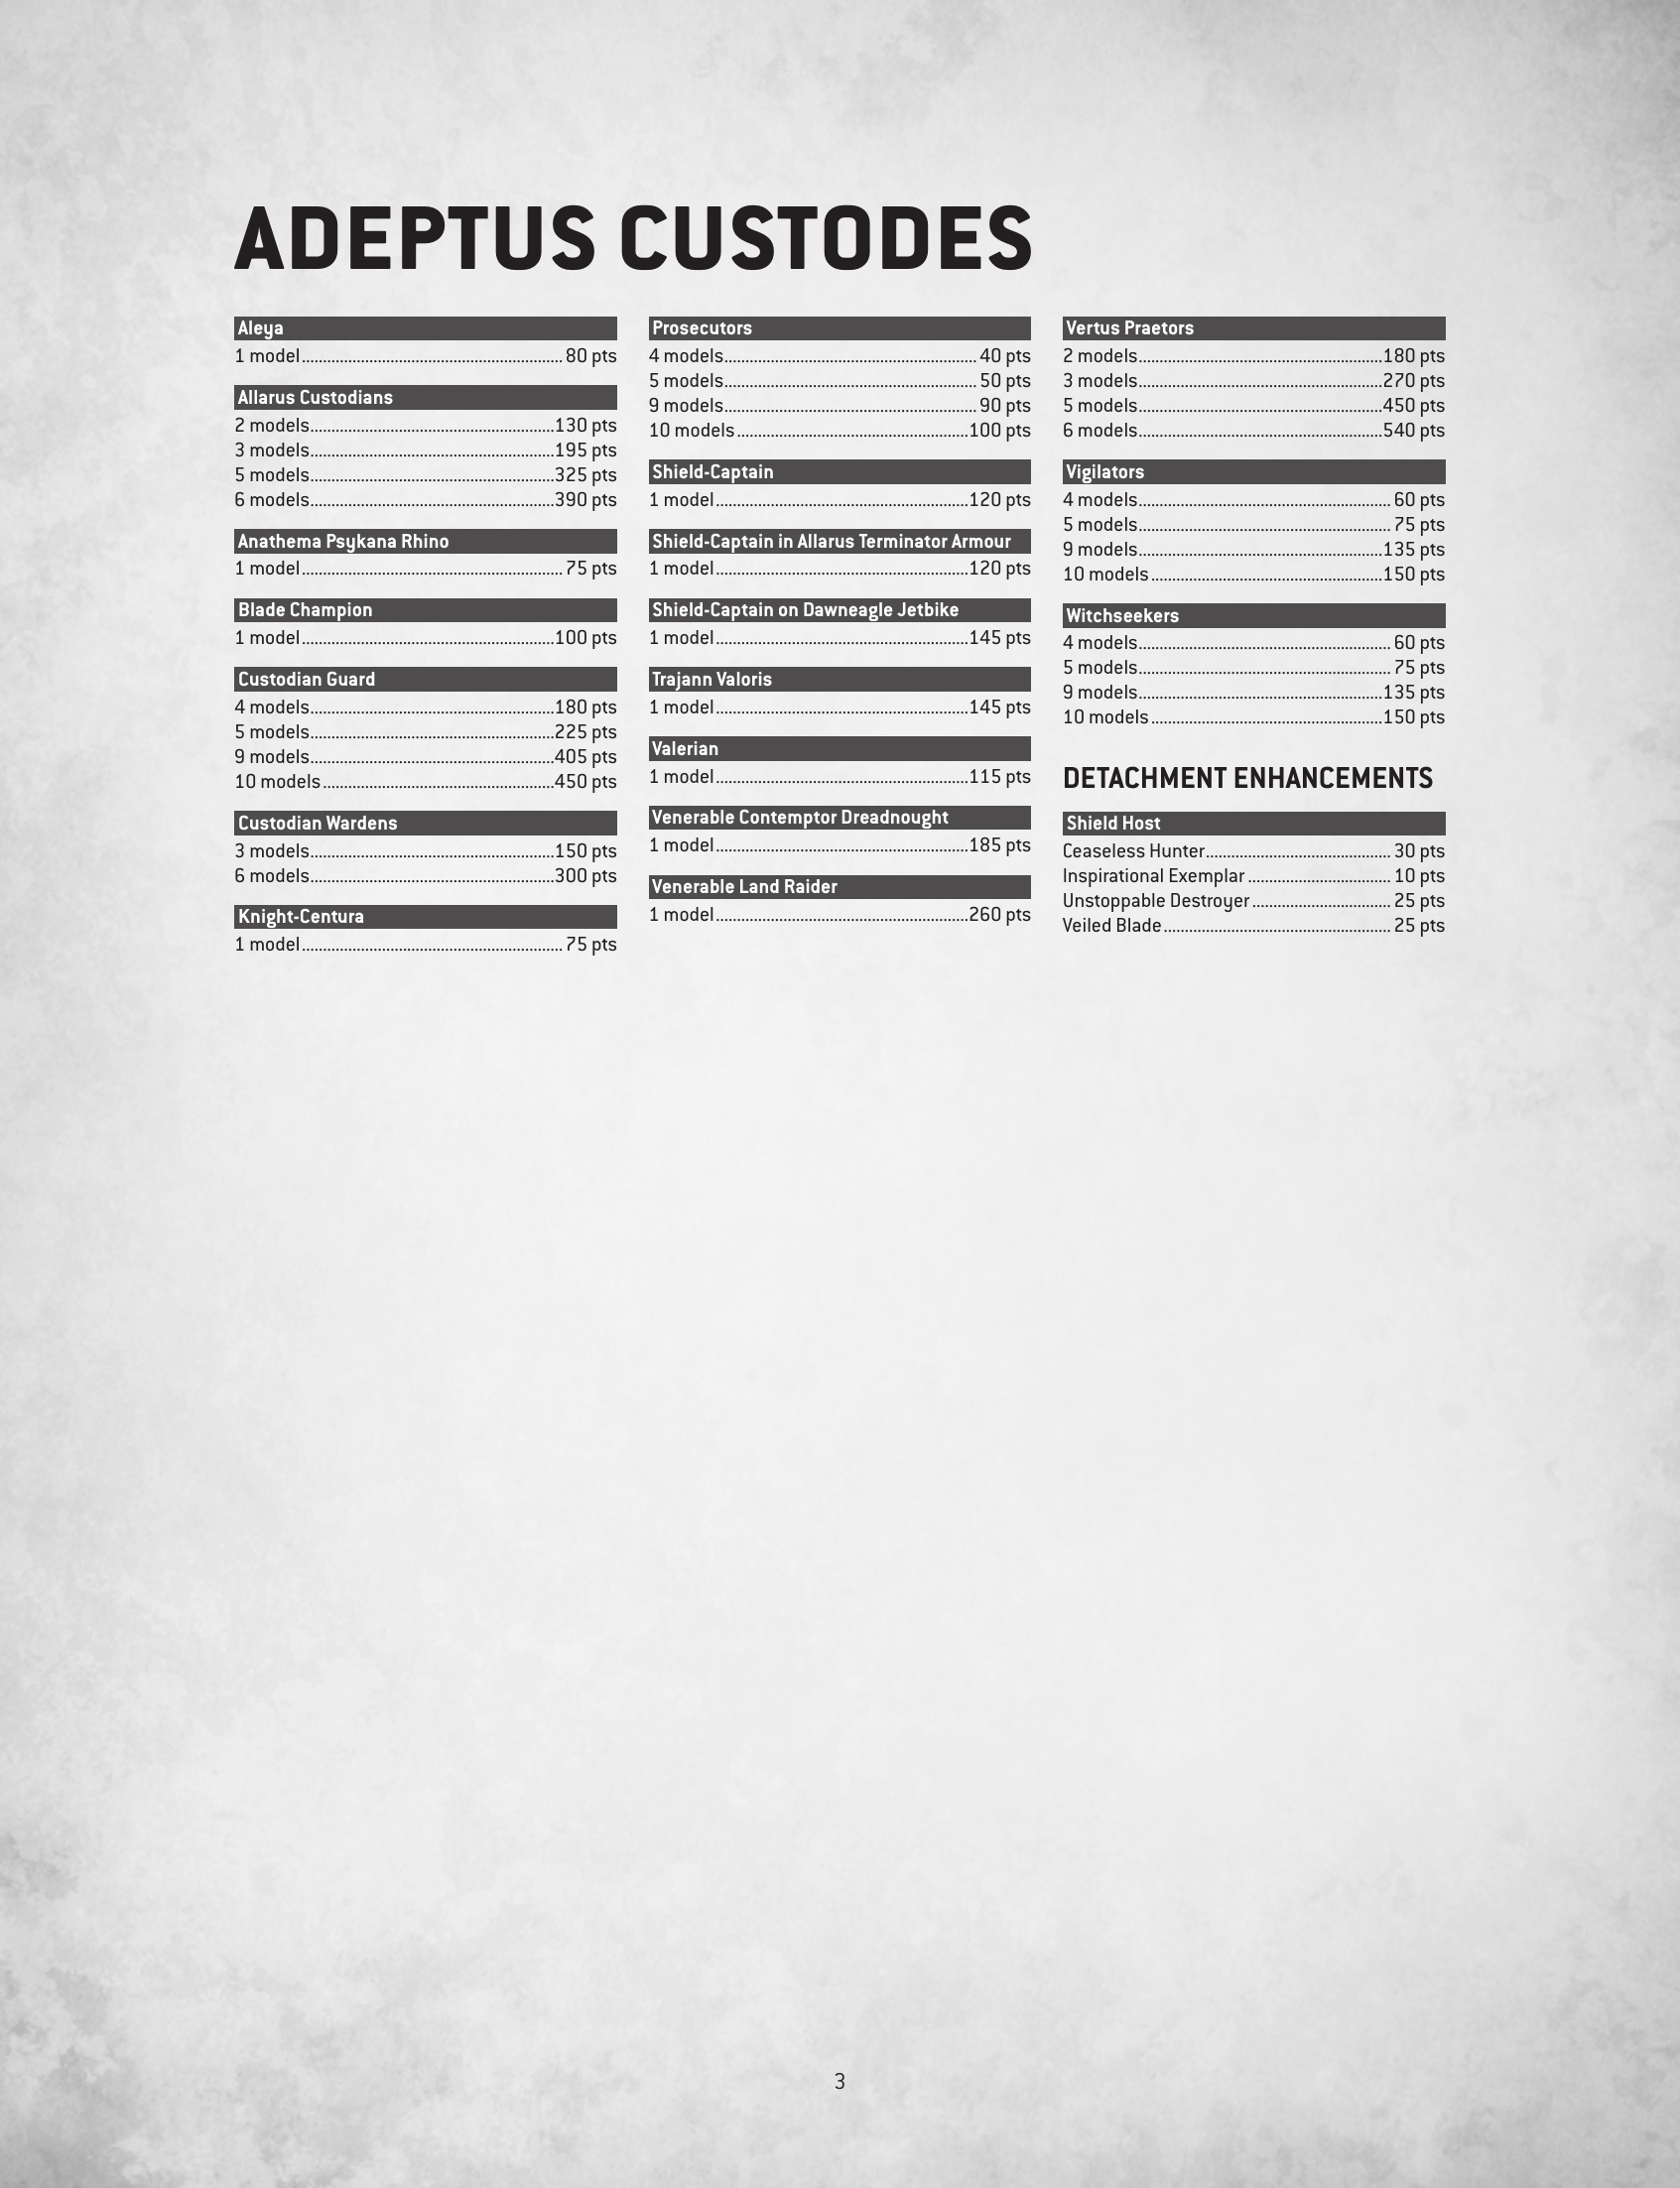 ADEPTUS CUSTODES
Aleya
1 model 80 pts
Allarus Custodians
2 models 130 pts
3 models 195 pts
5 models 325 pts
6 models 390 pts
Anathema Psykana Rhino
1 model 75 pts
Blade Champion
1 model 100 pts
Custodian Guard
4 models 180 pts
5 models 225 pts
9 models 405 pts
10 models 450 pts
Custodian Wardens
3 models 150 pts
6 models 300 pts
Knight-Centura
1 model 75 pts
Prosecutors
4 models 40 pts
5 models 50 pts
9 models 90 pts
10 models 100 pts
Shield-Captain
1 model 120 pts
Shield-Captain in Allarus Terminator Armour
1 model 120 pts
Shield-Captain on Dawneagle Jetbike
1 model 145 pts
Trajann Valoris
1 model 145 pts
Valerian
1 model 115 pts
Venerable Contemptor Dreadnought
1 model 185 pts
Venerable Land Raider
1 model 260 pts
Vertus Praetors
2 models 180 pts
3 models 270 pts
5 models 450 pts
6 models 540 pts
Vigilators
4 models 60 pts
5 models 75 pts
9 models 135 pts
10 models 150 pts
Witchseekers
4 models 60 pts
5 models 75 pts
9 models 135 pts
10 models 150 pts
DETACHMENT ENHANCEMENTS
Shield Host
Ceaseless Hunter 30 pts
Inspirational Exemplar 10 pts
Unstoppable Destroyer 25 pts
Veiled Blade 25 pts
3